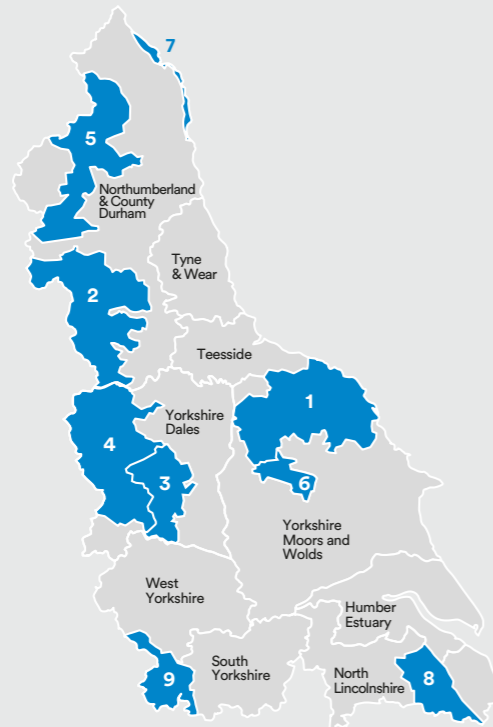 7
5
Northumberland
& County
Durham
Tyne
& Wear
2
Teesside
1
Yorkshire
Dales
4
3
6
Yorkshire
Moors and
Wolds
West
Yorkshire
Humber
Estuary
South
Yorkshire
9
North
Lincolnshire
8